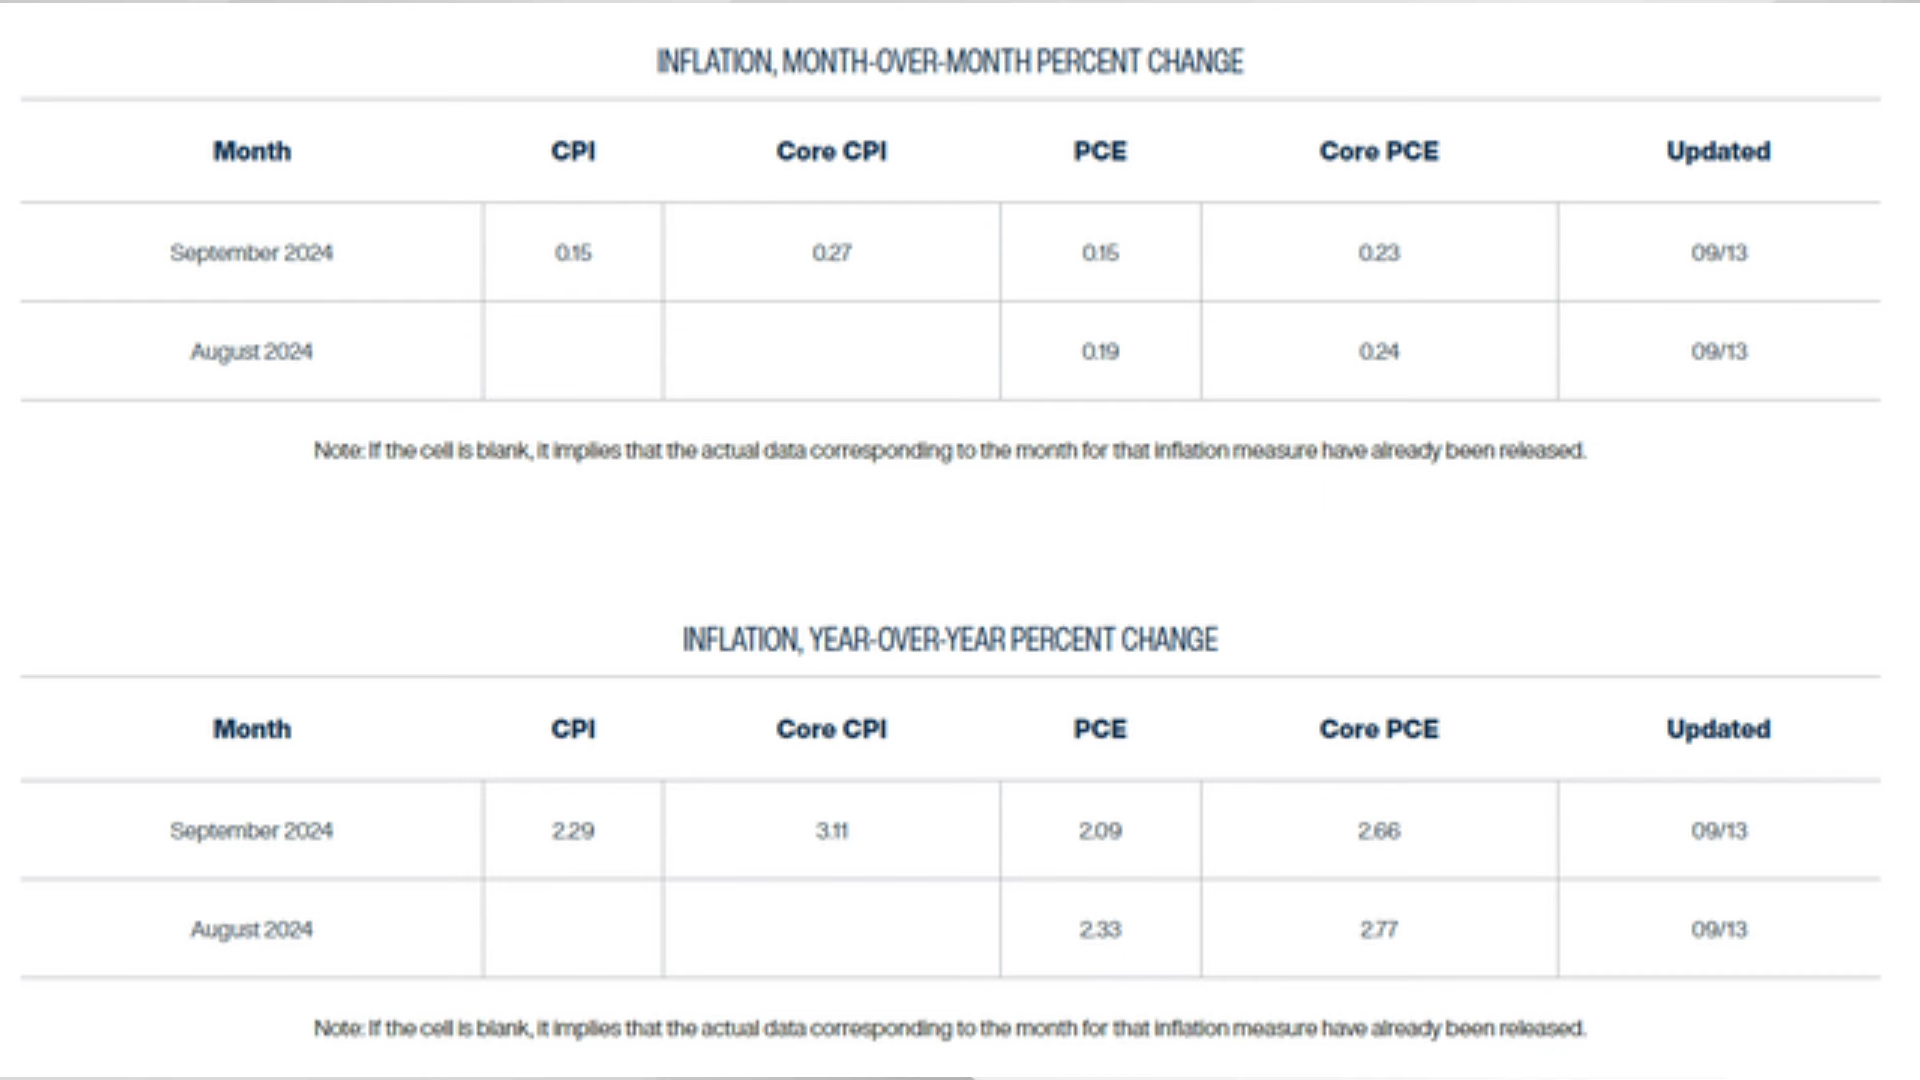 INFLATION, MONTH-OVER-MONTH PERCENT CHANGE
Month CPI Core CPI PCE Core PCE Updated
September 2024 0.15 0.27 0.15 0.23 09/13
August 2024 0.19 0.24 09/13
Note: If the cell is blank, it implies that the actual data corresponding to the month for that inflation measure have already been released.
INFLATION, YEAR-OVER-YEAR PERCENT CHANGE
Month CPI Core CPI PCE Core PCE Updated
September 2024 2.29 3.11 2.09 2.66 09/13
August 2024 2.33 2.77 09/13
Note: If the cell is blank, it implies that the actual data corresponding to the month for that inflation measure have already been released.